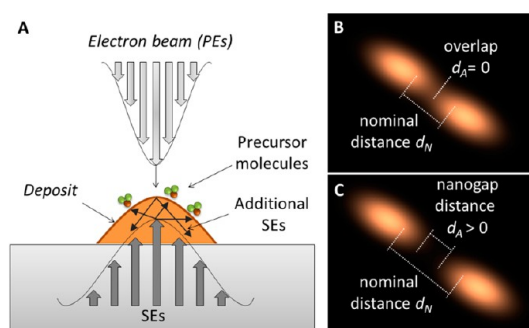 A
Electron beam (PEs)
Precursor
molecules
Deposit
Additional
SEs
SEs
B
overlap
d_A = 0
nominal
distance d_N
C
nanogap
distance
d_A > 0
nominal
distance d_N